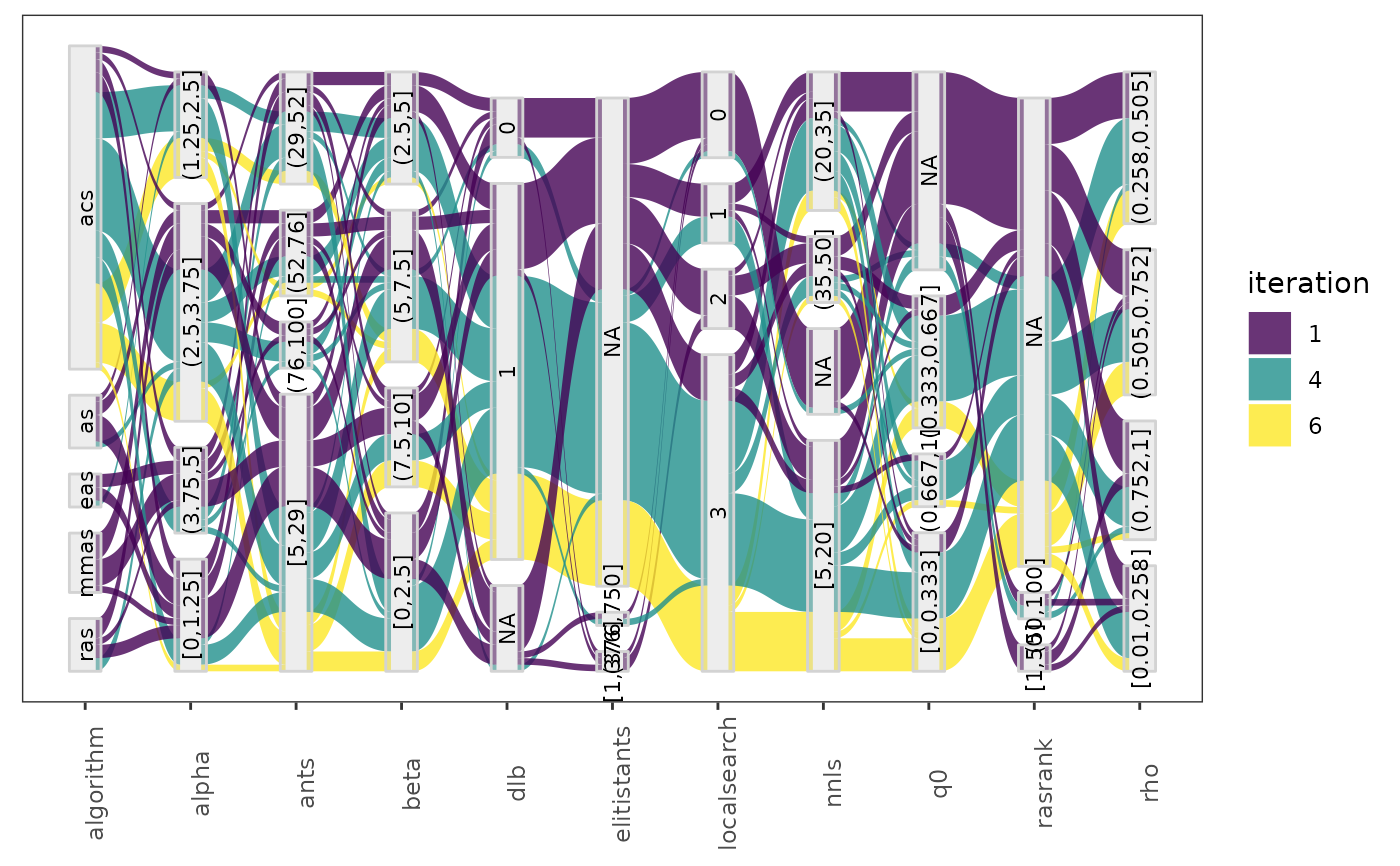 acs
as
eas
mmas
ras
(1.25,2.5]
(2.5,3.75]
(3.75,5]
[0,1.25]
(29,52]
(52,76]
(76,100]
[5,29]
(2.5,5]
(5,7.5]
(7.5,10]
[0,2.5]
0
1
NA
NA
(376,750]
0
1
2
3
(20,35]
(35,50]
NA
[5,20]
NA
(0.333,0.667]
(0.667,1]
[0,0.333]
NA
(50,100]
[1,50]
(0.258,0.505]
(0.505,0.752]
(0.752,1]
[0.01,0.258]
algorithm
alpha
ants
beta
dlb
elitistants
localsearch
nnls
q0
rasrank
rho
iteration
1
4
6